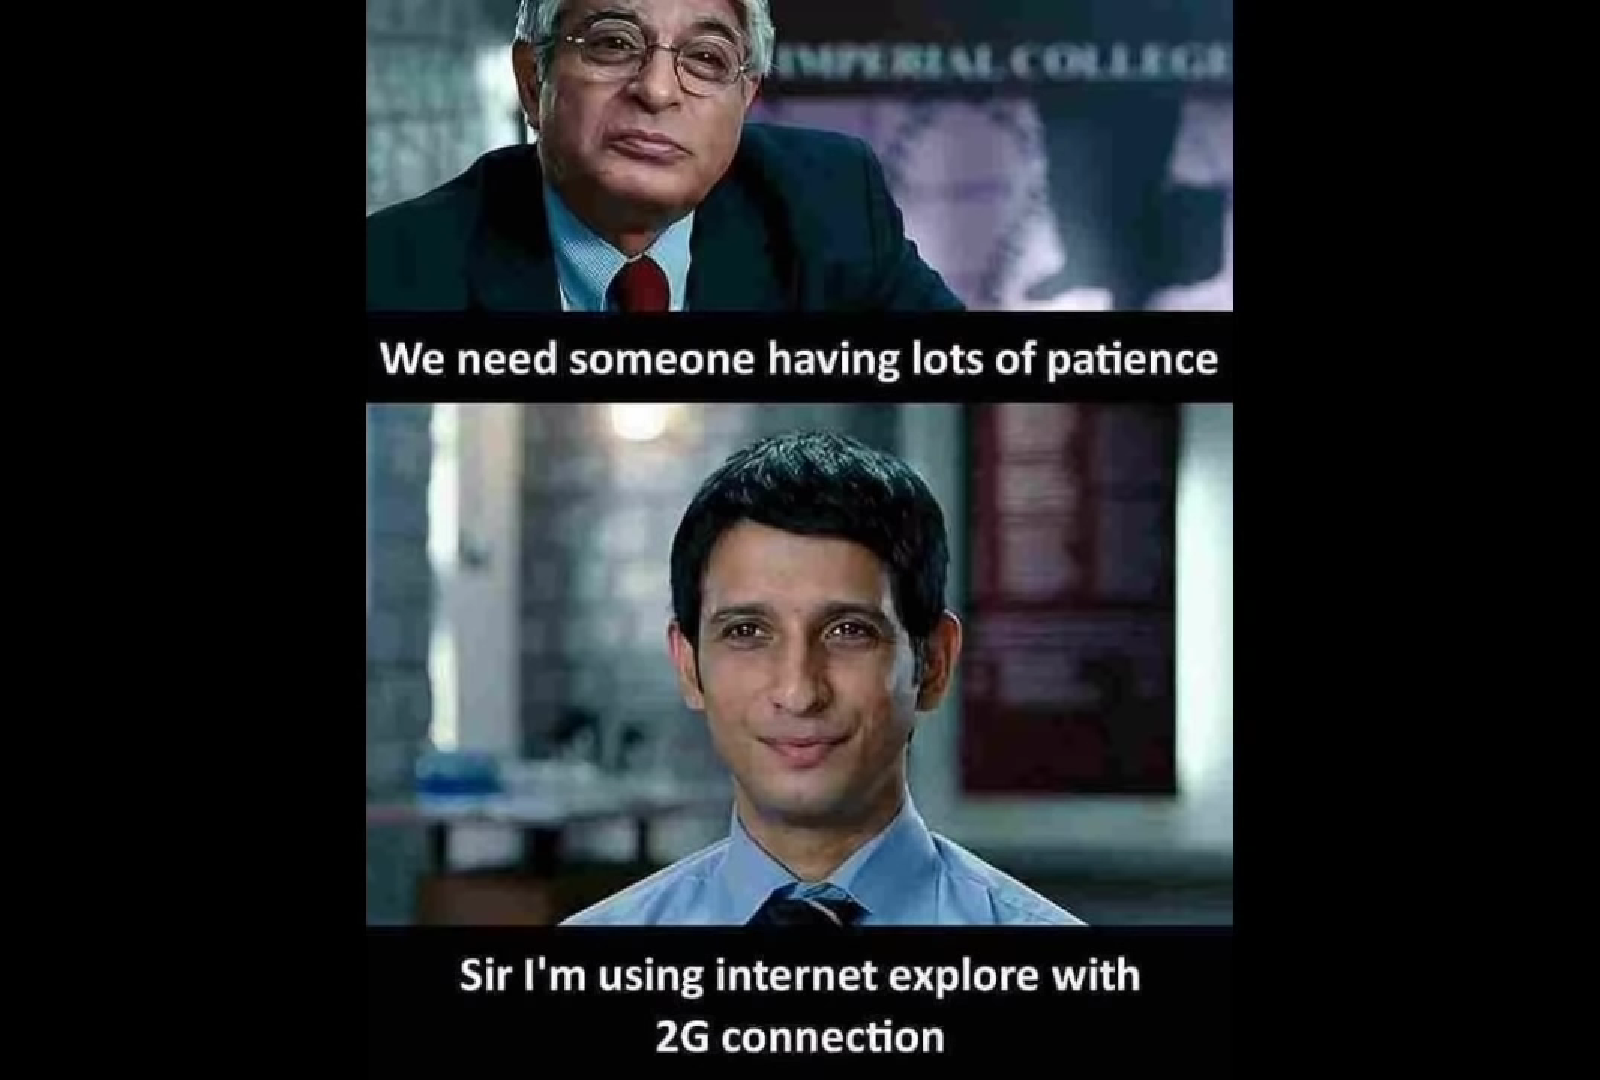 IMPERIAL COLLEGE
We need someone having lots of patience
Sir I'm using internet explore with
2G connection